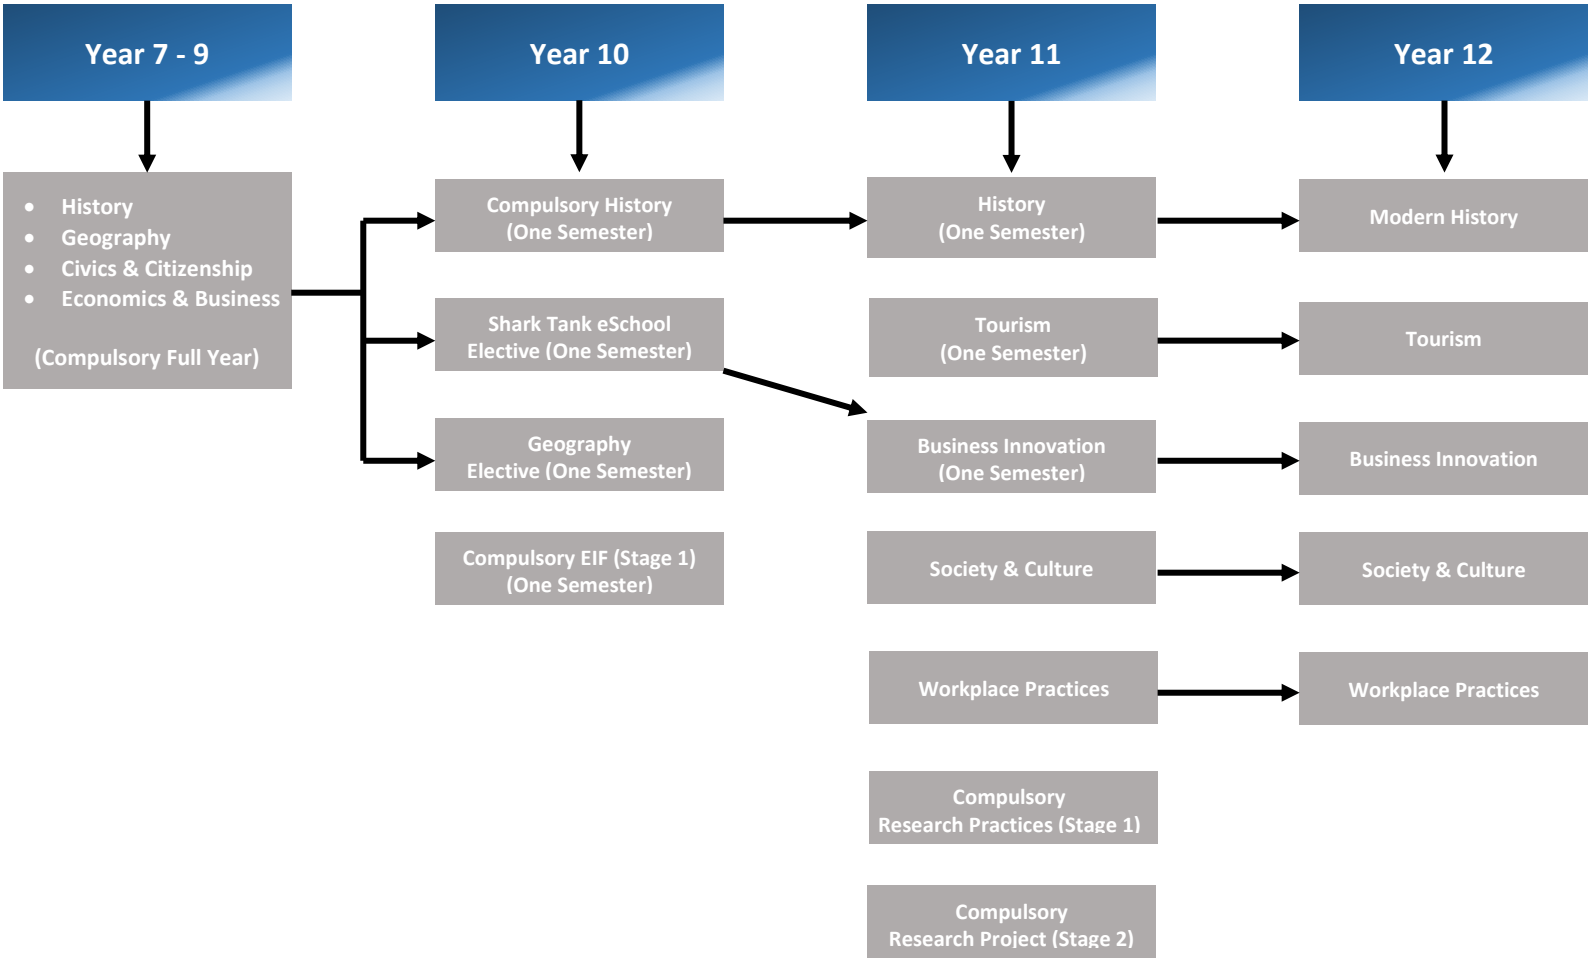 Year 7 - 9
Year 10
Year 11
Year 12
• History
• Geography
• Civics & Citizenship
• Economics & Business
(Compulsory Full Year)
Compulsory History
(One Semester)
Shark Tank eSchool
Elective (One Semester)
Geography
Elective (One Semester)
Compulsory EIF (Stage 1)
(One Semester)
History
(One Semester)
Tourism
(One Semester)
Business Innovation
(One Semester)
Society & Culture
Workplace Practices
Compulsory
Research Practices (Stage 1)
Compulsory
Research Project (Stage 2)
Modern History
Tourism
Business Innovation
Society & Culture
Workplace Practices